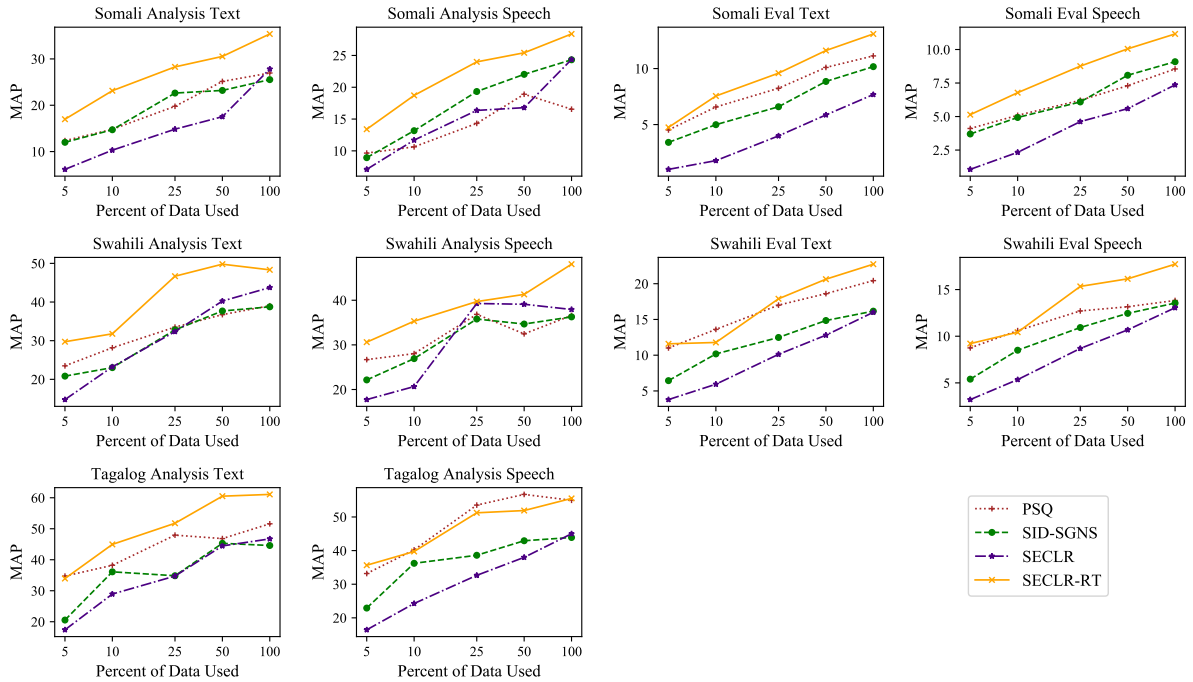 Somali Analysis Text
MAP
30
20
10
5 10 25 50 100
Percent of Data Used
Somali Analysis Speech
MAP
25
20
15
10
5 10 25 50 100
Percent of Data Used
Somali Eval Text
MAP
10
5
5 10 25 50 100
Percent of Data Used
Somali Eval Speech
MAP
10.0
7.5
5.0
2.5
5 10 25 50 100
Percent of Data Used
Swahili Analysis Text
MAP
50
40
30
20
5 10 25 50 100
Percent of Data Used
Swahili Analysis Speech
MAP
40
30
20
5 10 25 50 100
Percent of Data Used
Swahili Eval Text
MAP
20
15
10
5
5 10 25 50 100
Percent of Data Used
Swahili Eval Speech
MAP
15
10
5
5 10 25 50 100
Percent of Data Used
Tagalog Analysis Text
MAP
60
50
40
30
20
5 10 25 50 100
Percent of Data Used
Tagalog Analysis Speech
MAP
50
40
30
20
5 10 25 50 100
Percent of Data Used
PSQ
SID-SGNS
SECLR
SECLR-RT